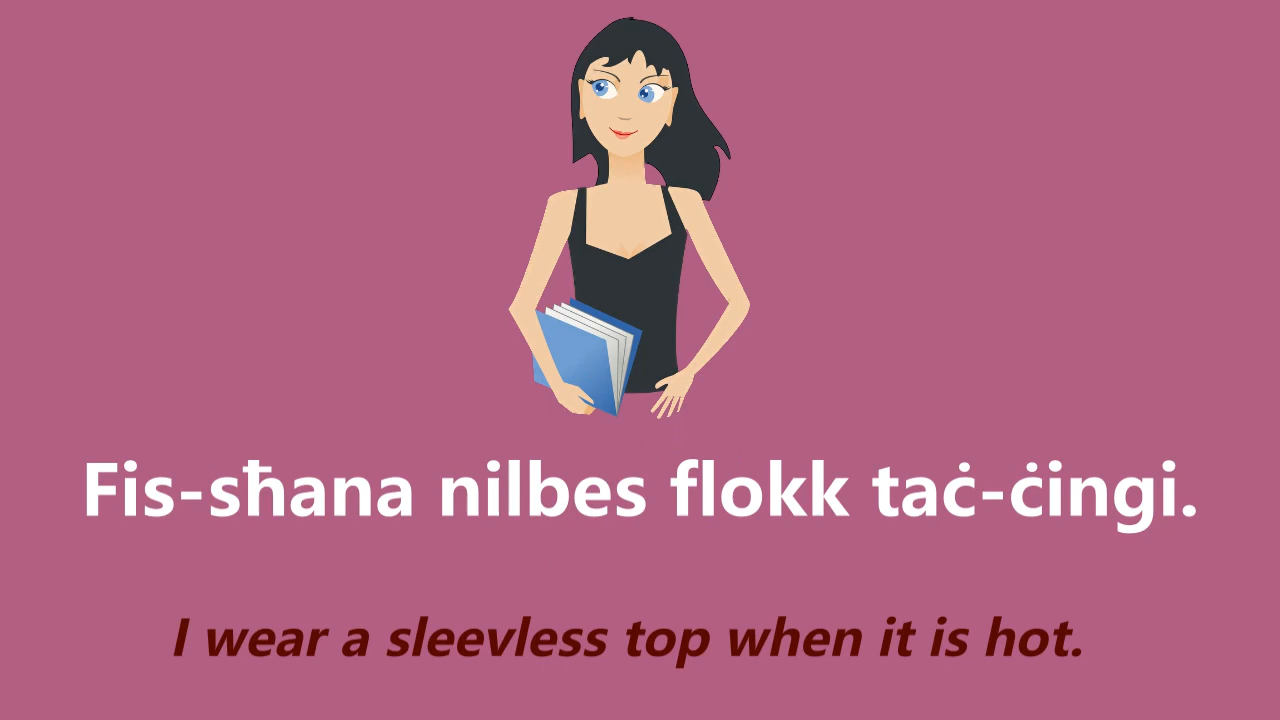 Fis-sħana nilbes flokk taċ-ċingi.
I wear a sleevless top when it is hot.